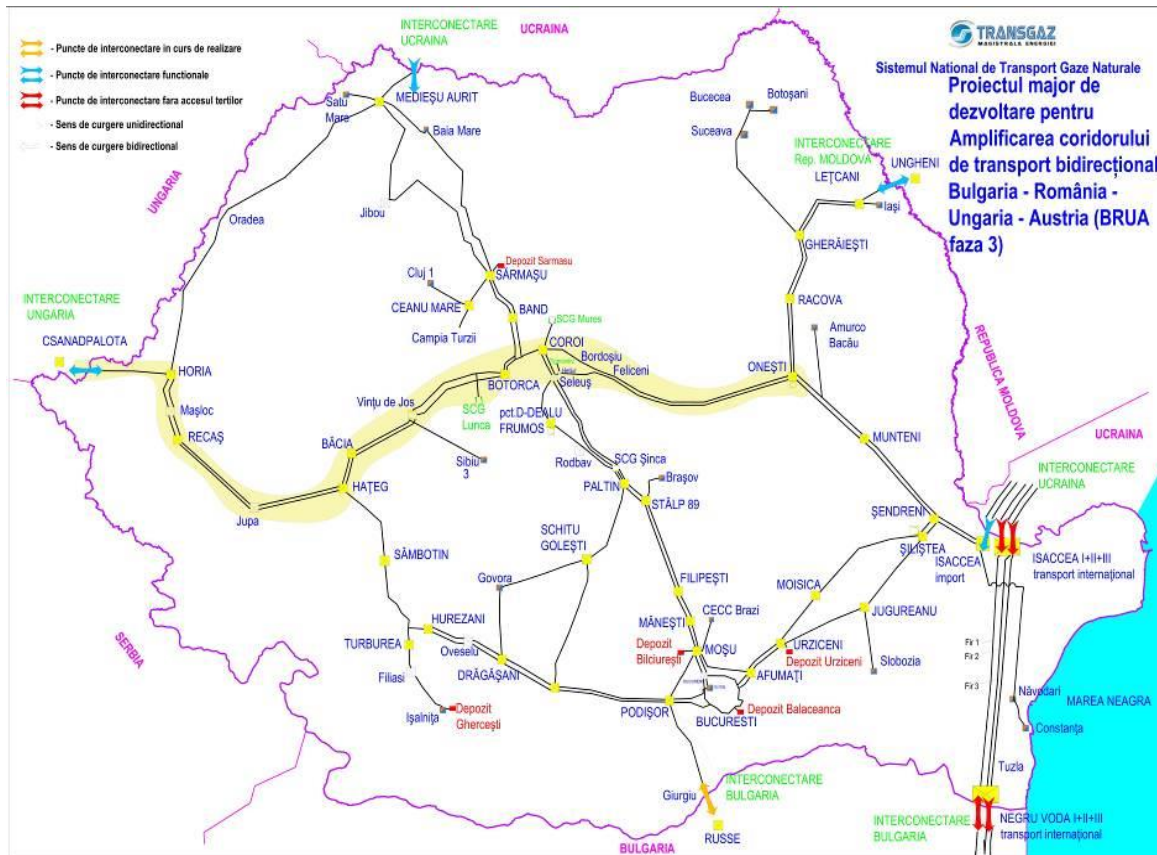 INTERCONECTARE
UCRAINA
UCRAINA
TRANSGAZ
MAGISTRALE ENERGIEI
Sistemul National de Transport Gaze Naturale
Proiectul major de
dezvoltare pentru
Amplificarea coridorului
de transport bidirecțional
Bulgaria - România -
Ungaria - Austria (BRUA
faza 3)
- Puncte de interconectare in curs de realizare
- Puncte de interconectare functionale
- Puncte de interconectare fara accesul tertilor
- Sens de curgere unidirectional
- Sens de curgere bidirectional
MEDIEȘU AURIT
Satu
Mare
Baia Mare
Bucecea
Botoșani
Suceava
INTERCONECTARE
Rep. MOLDOVA
UNGHENI
LEȚCANI
Iași
UNGARIA
Oradea
Jibou
GHERĂIEȘTI
Depozit Sarmasu
SĂRMAȘU
Cluj 1
CEANU MARE
BAND
Campia Turzii
SCG Mures
COROI
RACOVA
Amurco
Bacău
REPUBLICA MOLDOVA
INTERCONECTARE
UNGARIA
CSANADPALOTA
HORIA
Bordoșiu
Feliceni
ONEȘTI
BOTORCA
Seleuș
Mașloc
RECAȘ
Vințu de Jos
SCG
Lunca
pct.D-DEALU
FRUMOS
MUNTENI
UCRAINA
BĂCIA
Sibiu
3
Rodbav
SCG Șinca
INTERCONECTARE
UCRAINA
HAȚEG
PALTIN
Brașov
STÂLP 89
Jupa
ȘENDRENI
SCHITU
GOLEȘTI
SILIȘTEA
ISACCEA
import
ISACCEA I+II+III
transport internațional
SÂMBOTIN
Govora
FILIPEȘTI
MOISICA
JUGUREANU
CECC Brazi
MĂNEȘTI
HUREZANI
TURBUREA
Oveselu
Depozit
Bilciurești
MOȘU
URZICENI
Depozit Urziceni
Slobozia
Fir 1
Fir 2
Fir 3
SERBIA
Filiasi
DRĂGĂȘANI
AFUMAȚI
Ișalnița
Depozit
Ghercești
PODIȘOR
BUCURESTI
Depozit Balaceanca
Năvodari
MAREA NEAGRA
Constanța
Tuzla
Giurgiu
INTERCONECTARE
BULGARIA
RUSSE
BULGARIA
INTERCONECTARE
BULGARIA
NEGRU VODA I+II+III
transport internațional